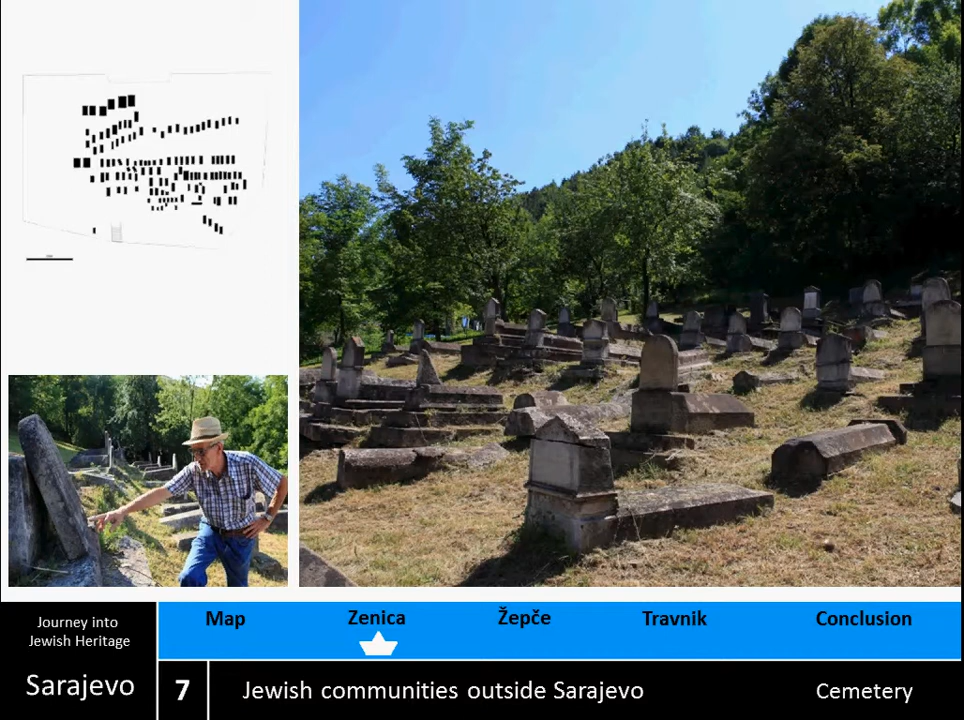 Map
Zenica
Žepče
Travnik
Conclusion
Journey into
Jewish Heritage
Sarajevo
7
Jewish communities outside Sarajevo
Cemetery